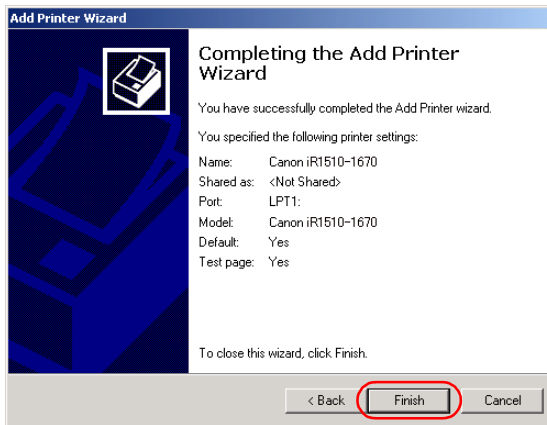 Add Printer Wizard
Completing the Add Printer
Wizard
You have successfully completed the Add Printer wizard.
You specified the following printer settings:
Name: Canon iR1510-1670
Shared as: <Not Shared>
Port: LPT1:
Model: Canon iR1510-1670
Default: Yes
Test page: Yes
To close this wizard, click Finish.
< Back Finish Cancel